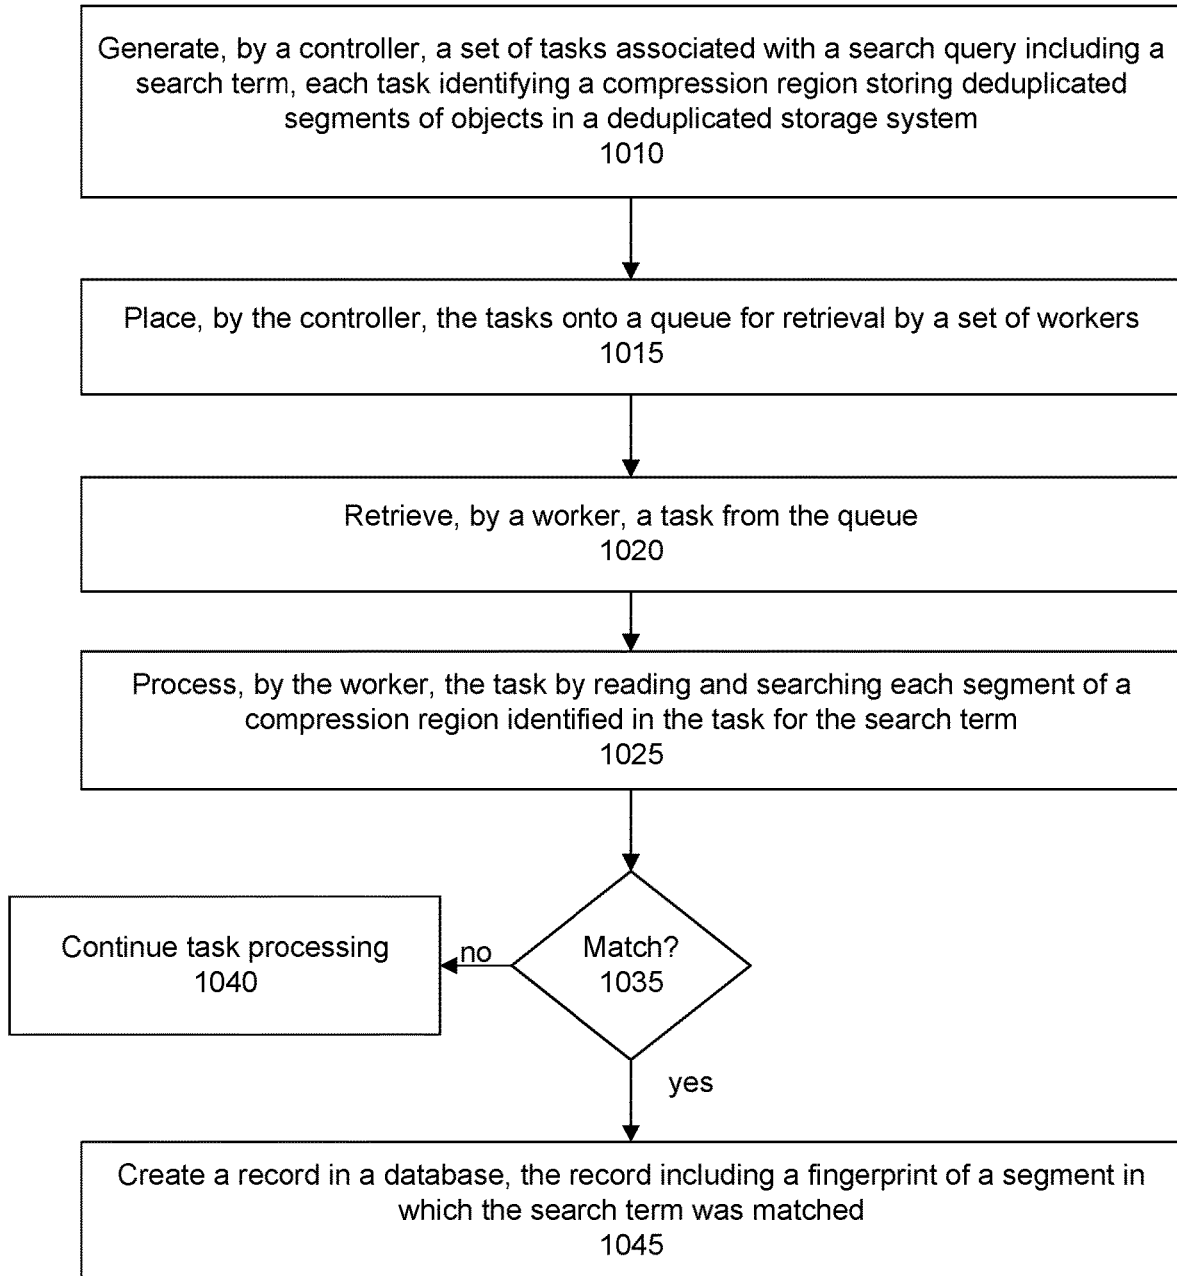 Generate, by a controller, a set of tasks associated with a search query including a
search term, each task identifying a compression region storing deduplicated
segments of objects in a deduplicated storage system
1010
Place, by the controller, the tasks onto a queue for retrieval by a set of workers
1015
Retrieve, by a worker, a task from the queue
1020
Process, by the worker, the task by reading and searching each segment of a
compression region identified in the task for the search term
1025
Match?
1035
no
Continue task processing
1040
yes
Create a record in a database, the record including a fingerprint of a segment in
which the search term was matched
1045